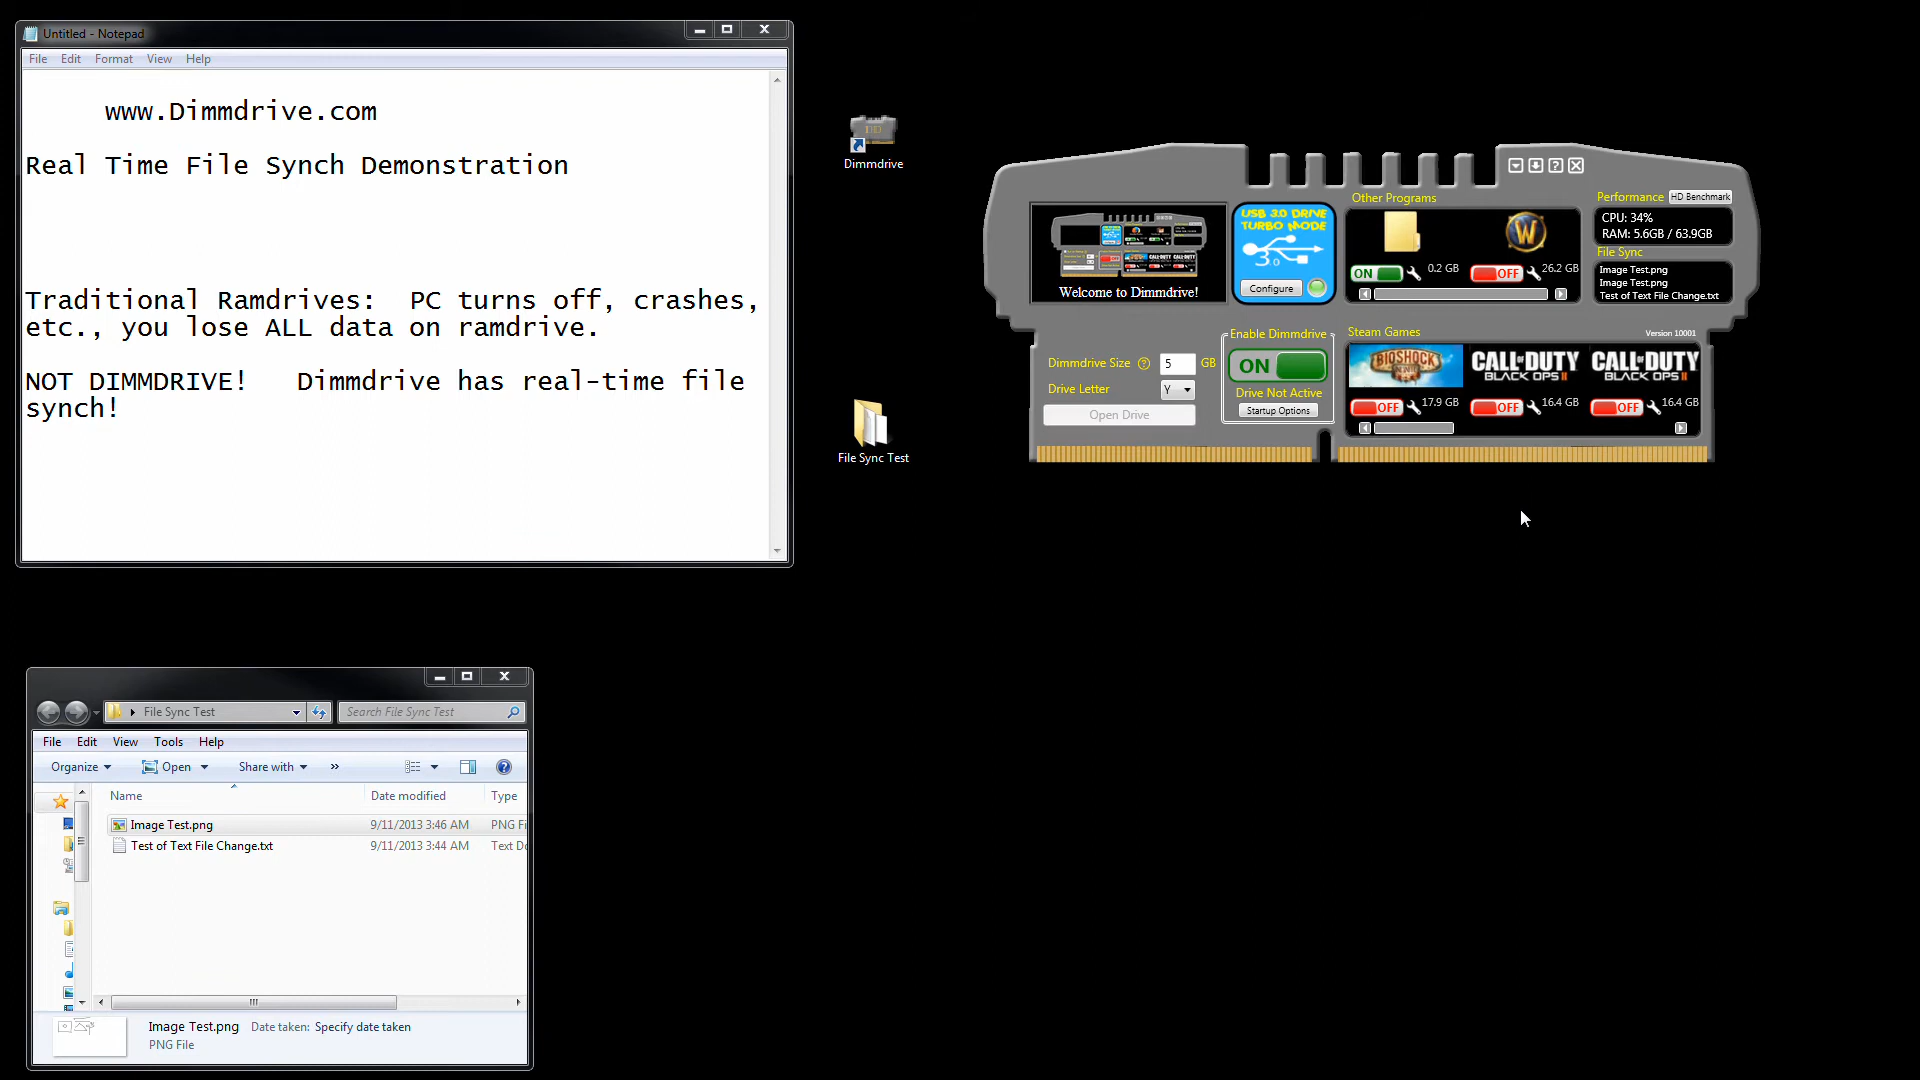 Untitled - Notepad
File Edit Format View Help
www.Dimmdrive.com
Real Time File Synch Demonstration
Traditional Ramdrives: PC turns off, crashes,
etc., you lose ALL data on ramdrive.
NOT DIMMDRIVE! Dimmdrive has real-time file
synch!
Dimmdrive
File Sync Test
Welcome to Dimmdrive!
USB 3.0 DRIVE
TURBO MODE
3.0
Configure
Other Programs
W
ON 0.2 GB OFF 26.2 GB
Performance HD Benchmark
CPU: 34%
RAM: 5.6GB / 63.9GB
File Sync
Image Test.png
Image Test.png
Test of Text File Change.txt
Dimmdrive Size ? 5 GB
Drive Letter Y
Open Drive
Enable Dimmdrive
ON
Drive Not Active
Startup Options
Steam Games
Version 10001
BIOSHOCK
CALL OF DUTY
BLACK OPS II
CALL OF DUTY
BLACK OPS II
OFF 17.9 GB OFF 16.4 GB OFF 16.4 GB
File Sync Test
Search File Sync Test
File Edit View Tools Help
Organize Open Share with »
Name Date modified Type
Image Test.png 9/11/2013 3:46 AM PNG Fi
Test of Text File Change.txt 9/11/2013 3:44 AM Text Do
Image Test.png Date taken: Specify date taken
PNG File